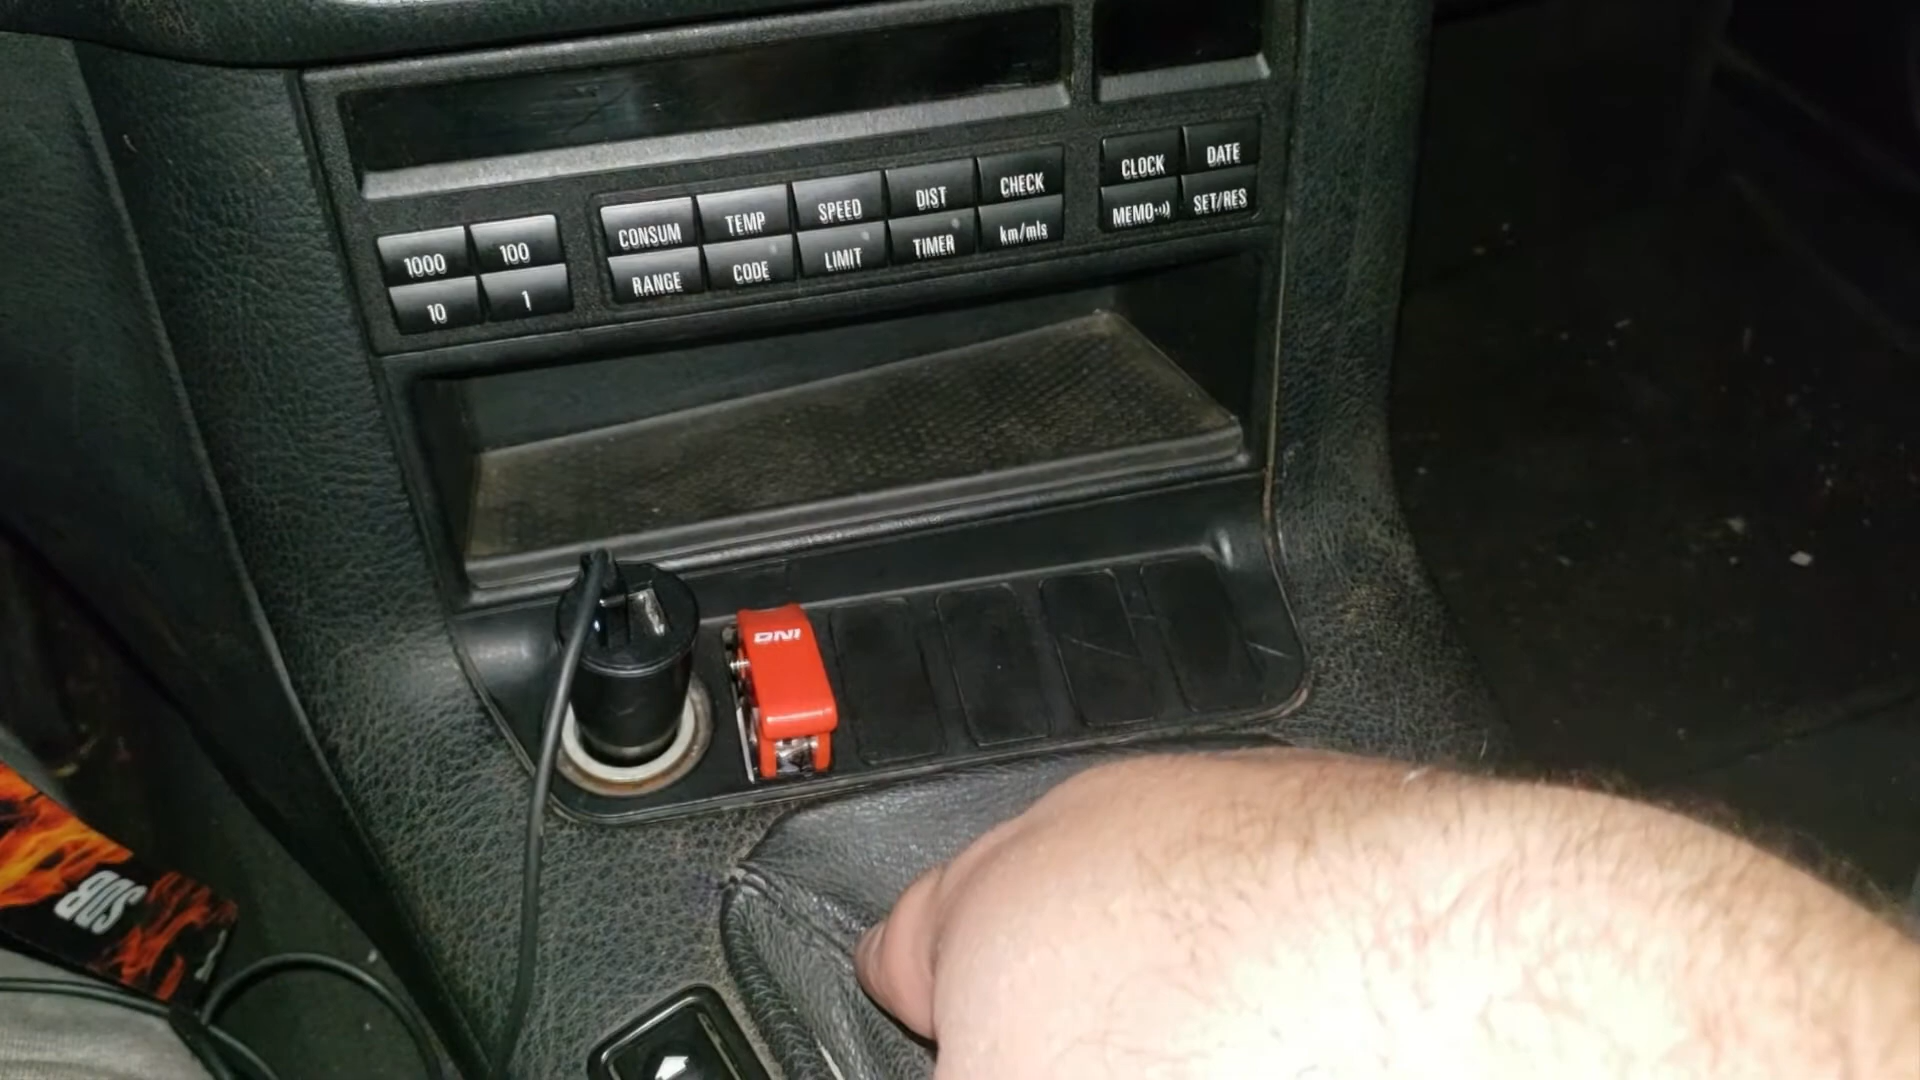 CLOCK DATE
MEMO SET/RES
CONSUM TEMP SPEED DIST CHECK
RANGE CODE LIMIT TIMER km/mls
1000 100
10 1
DNI
SDB